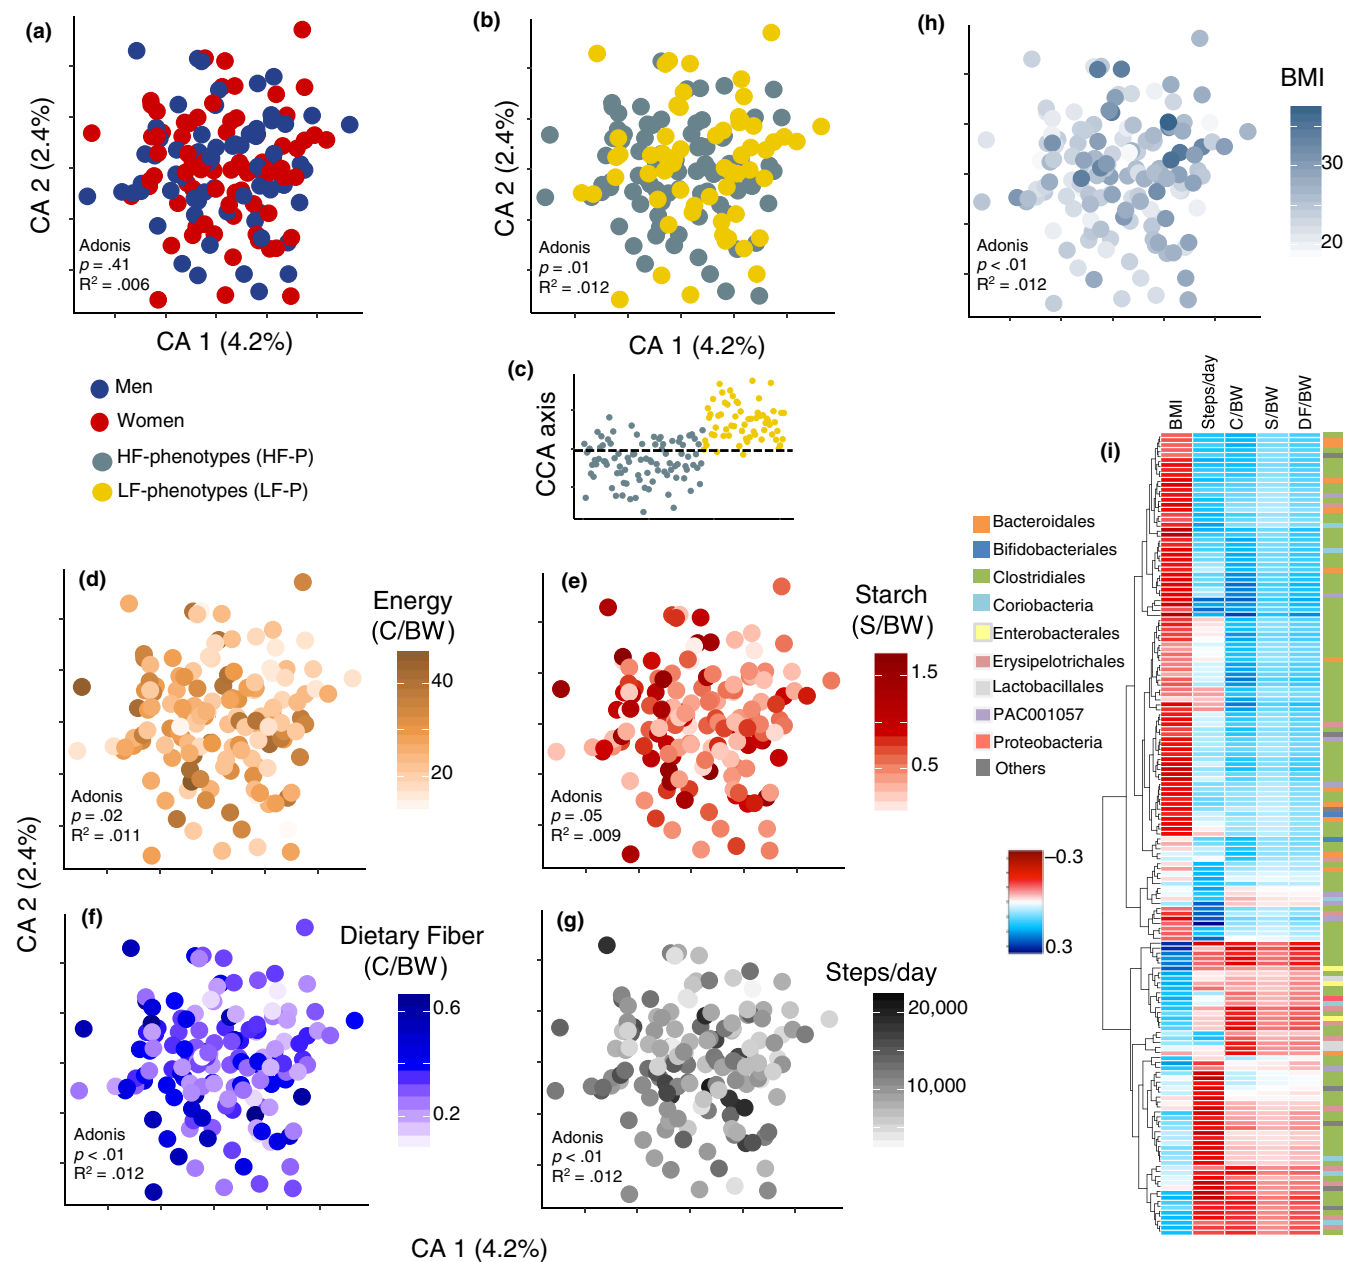 (a)
CA 2 (2.4%)
Adonis
p = .41
R² = .006
CA 1 (4.2%)
(b)
CA 2 (2.4%)
Adonis
p = .01
R² = .012
CA 1 (4.2%)
(h)
Adonis
p < .01
R² = .012
BMI
30
20
Men
Women
HF-phenotypes (HF-P)
LF-phenotypes (LF-P)
(c)
CCA axis
(d)
Adonis
p = .02
R² = .011
Energy
(C/BW)
40
20
(e)
Adonis
p = .05
R² = .009
Starch
(S/BW)
1.5
0.5
CA 2 (2.4%)
(f)
Adonis
p < .01
R² = .012
Dietary Fiber
(C/BW)
0.6
0.2
(g)
Adonis
p < .01
R² = .012
Steps/day
20,000
10,000
CA 1 (4.2%)
(i)
BMI
Steps/day
C/BW
S/BW
DF/BW
Bacteroidales
Bifidobacteriales
Clostridiales
Coriobacteria
Enterobacterales
Erysipelotrichales
Lactobacillales
PAC001057
Proteobacteria
Others
−0.3
0.3